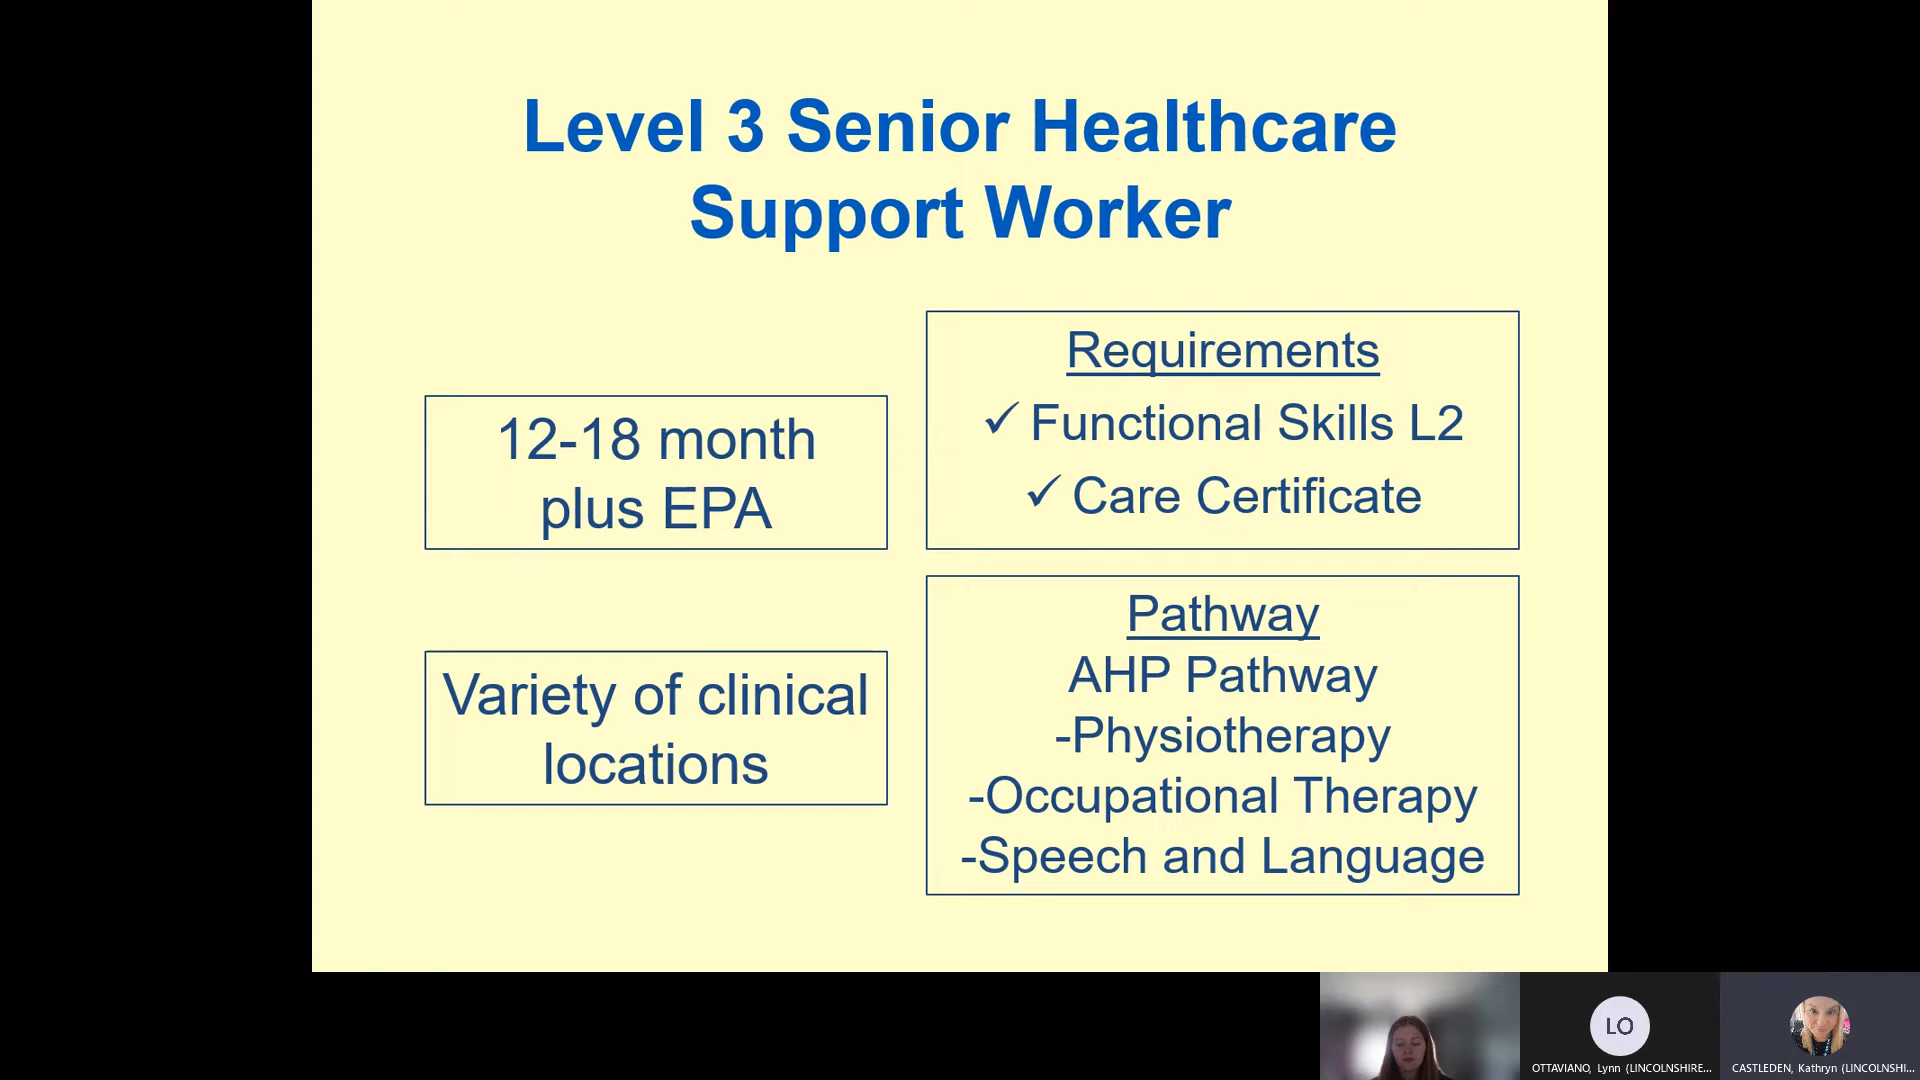 Level 3 Senior Healthcare
Support Worker
12-18 month
plus EPA
Requirements
✓ Functional Skills L2
✓ Care Certificate
Variety of clinical
locations
Pathway
AHP Pathway
-Physiotherapy
-Occupational Therapy
-Speech and Language
LO
OTTAVIANO, Lynn (LINCOLNSHIRE...
CASTLEDEN, Kathryn (LINCOLNSHI...